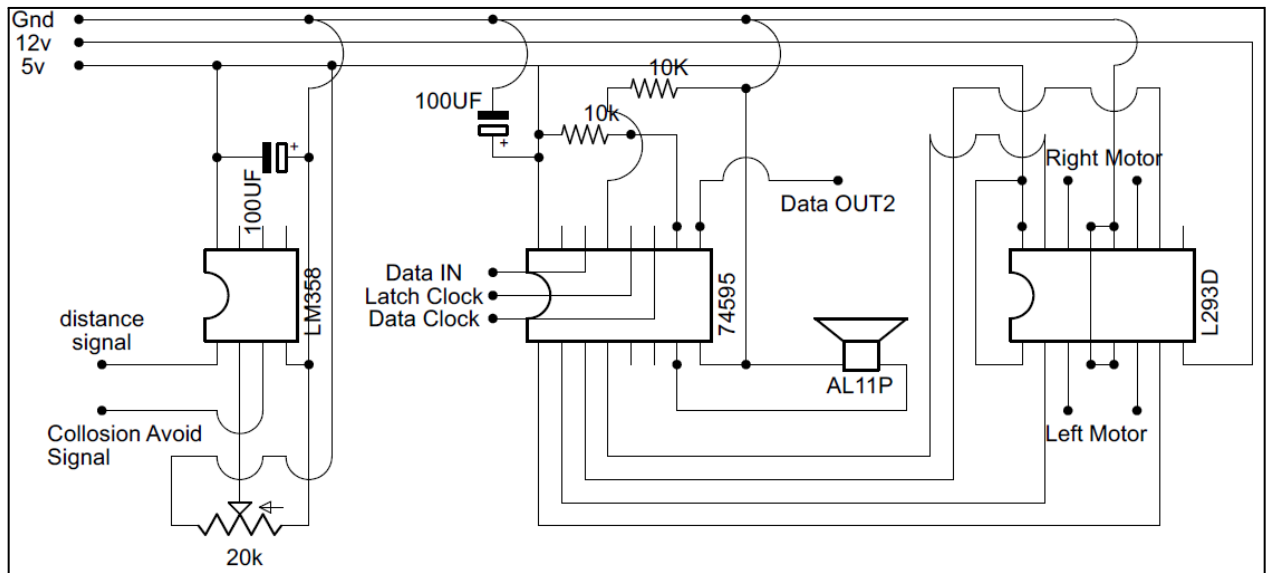 Gnd
12v
5v
100UF
10K
10k
100UF
Right Motor
Data OUT2
Data IN
Latch Clock
Data Clock
LM358
74595
L293D
distance
signal
AL11P
Collosion Avoid
Signal
Left Motor
20k
+
+